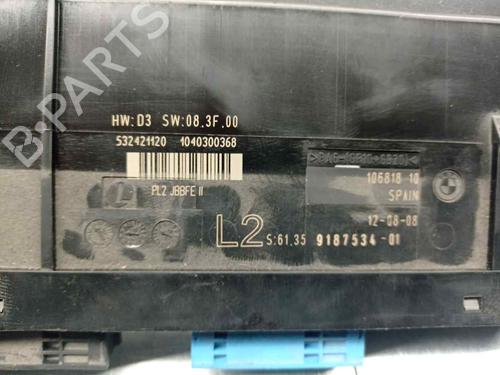 HW:D3 SW:08.3F.00
532421120 1040300368
PL2 JBBFE II
106818 10
SPAIN
12-08-08
L2 S:61.35 9187534-01
B-PARTS